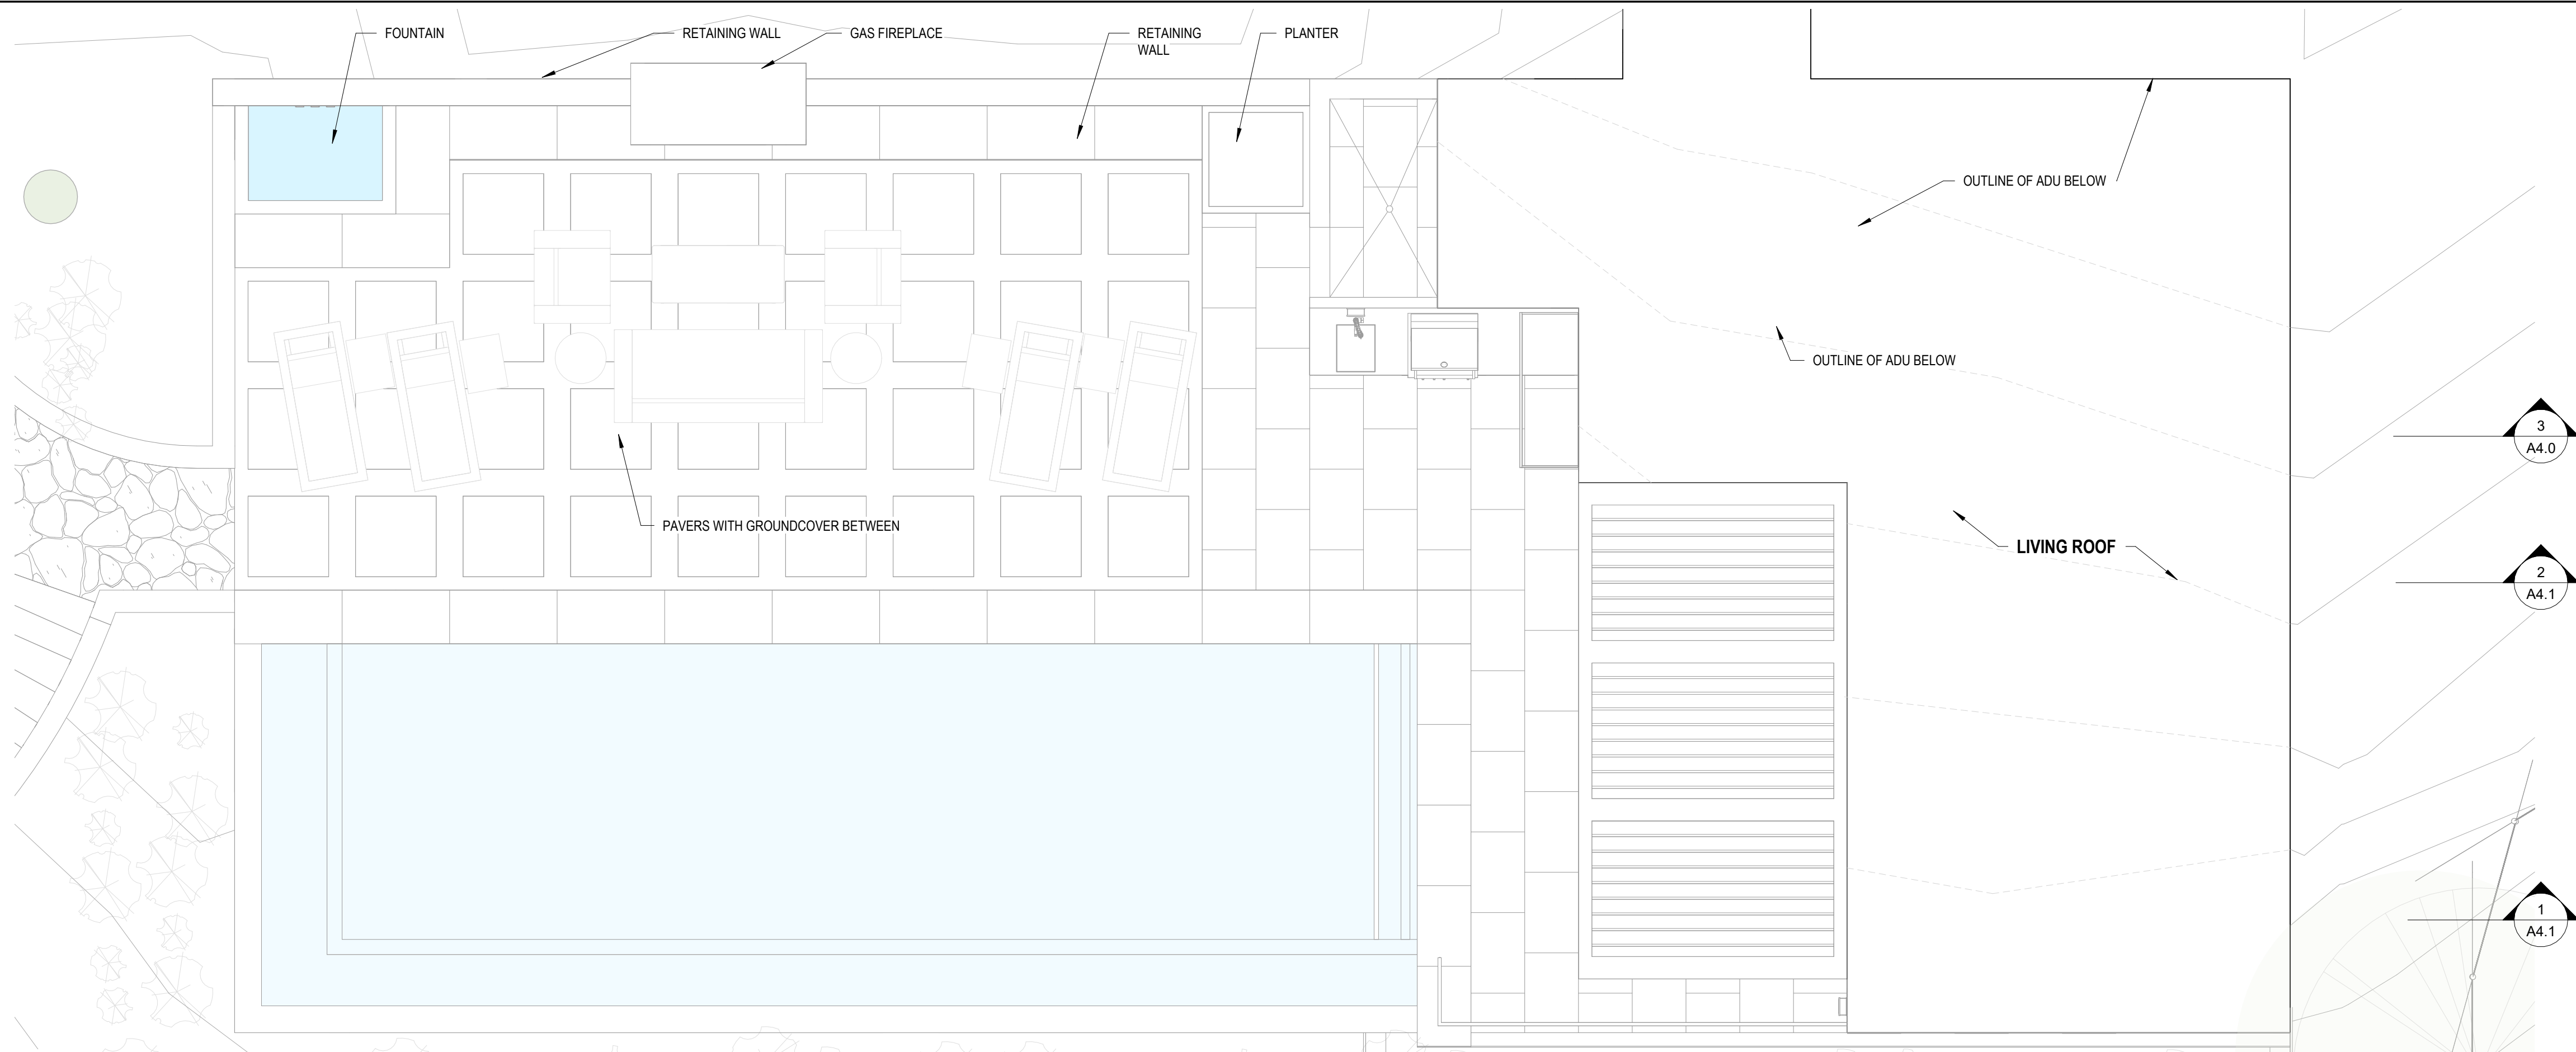 FOUNTAIN
RETAINING WALL
GAS FIREPLACE
RETAINING
WALL
PLANTER
OUTLINE OF ADU BELOW
OUTLINE OF ADU BELOW
3
A4.0
PAVERS WITH GROUNDCOVER BETWEEN
LIVING ROOF
2
A4.1
1
A4.1